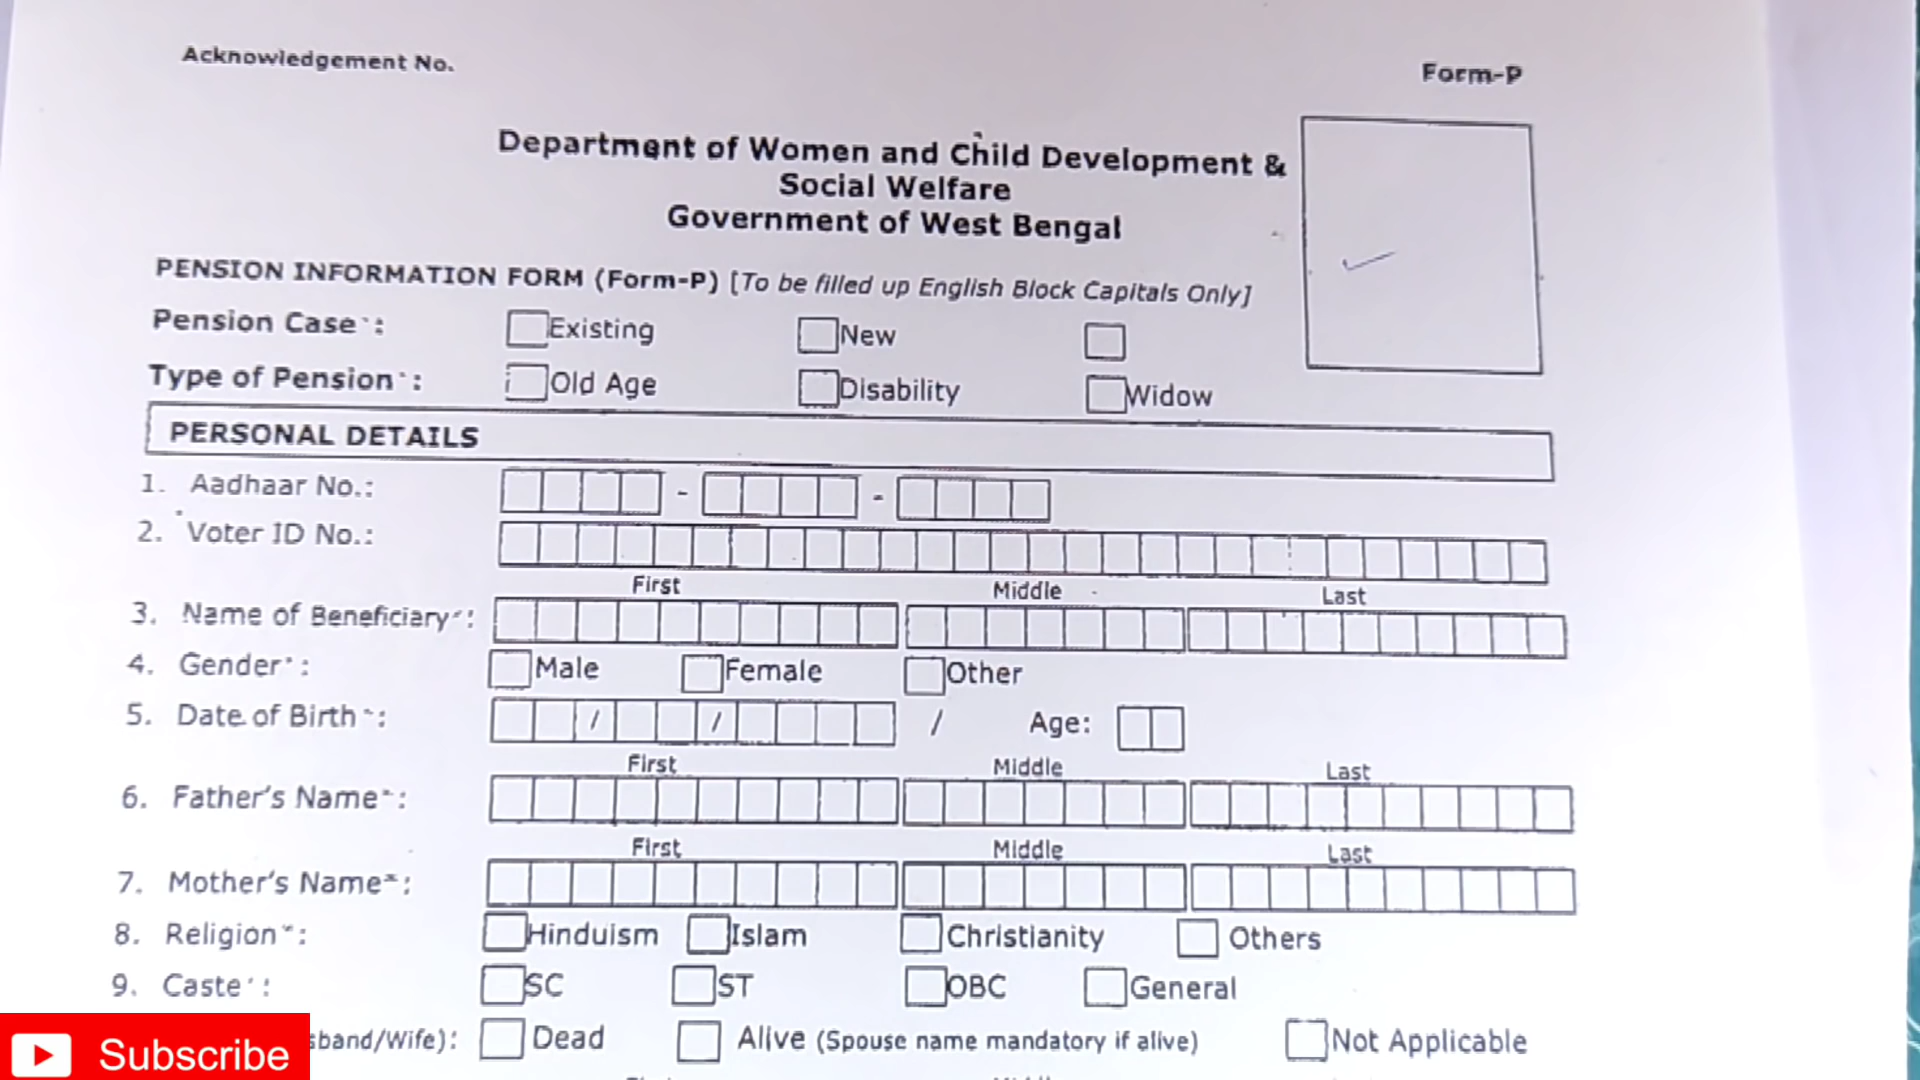 Acknowledgement No.
Form-P
Department of Women and Child Development &
Social Welfare
Government of West Bengal
PENSION INFORMATION FORM (Form-P) [To be filled up English Block Capitals Only]
Pension Case*: Existing New
Type of Pension*: Old Age Disability Widow
PERSONAL DETAILS
1. Aadhaar No.: - -
2. Voter ID No.:
First Middle Last
3. Name of Beneficiary*:
4. Gender*: Male Female Other
5. Date of Birth*: / / / Age:
First Middle Last
6. Father's Name*:
First Middle Last
7. Mother's Name*:
8. Religion*: Hinduism Islam Christianity Others
9. Caste*: SC ST OBC General
sband/Wife): Dead Alive (Spouse name mandatory if alive) Not Applicable
Subscribe